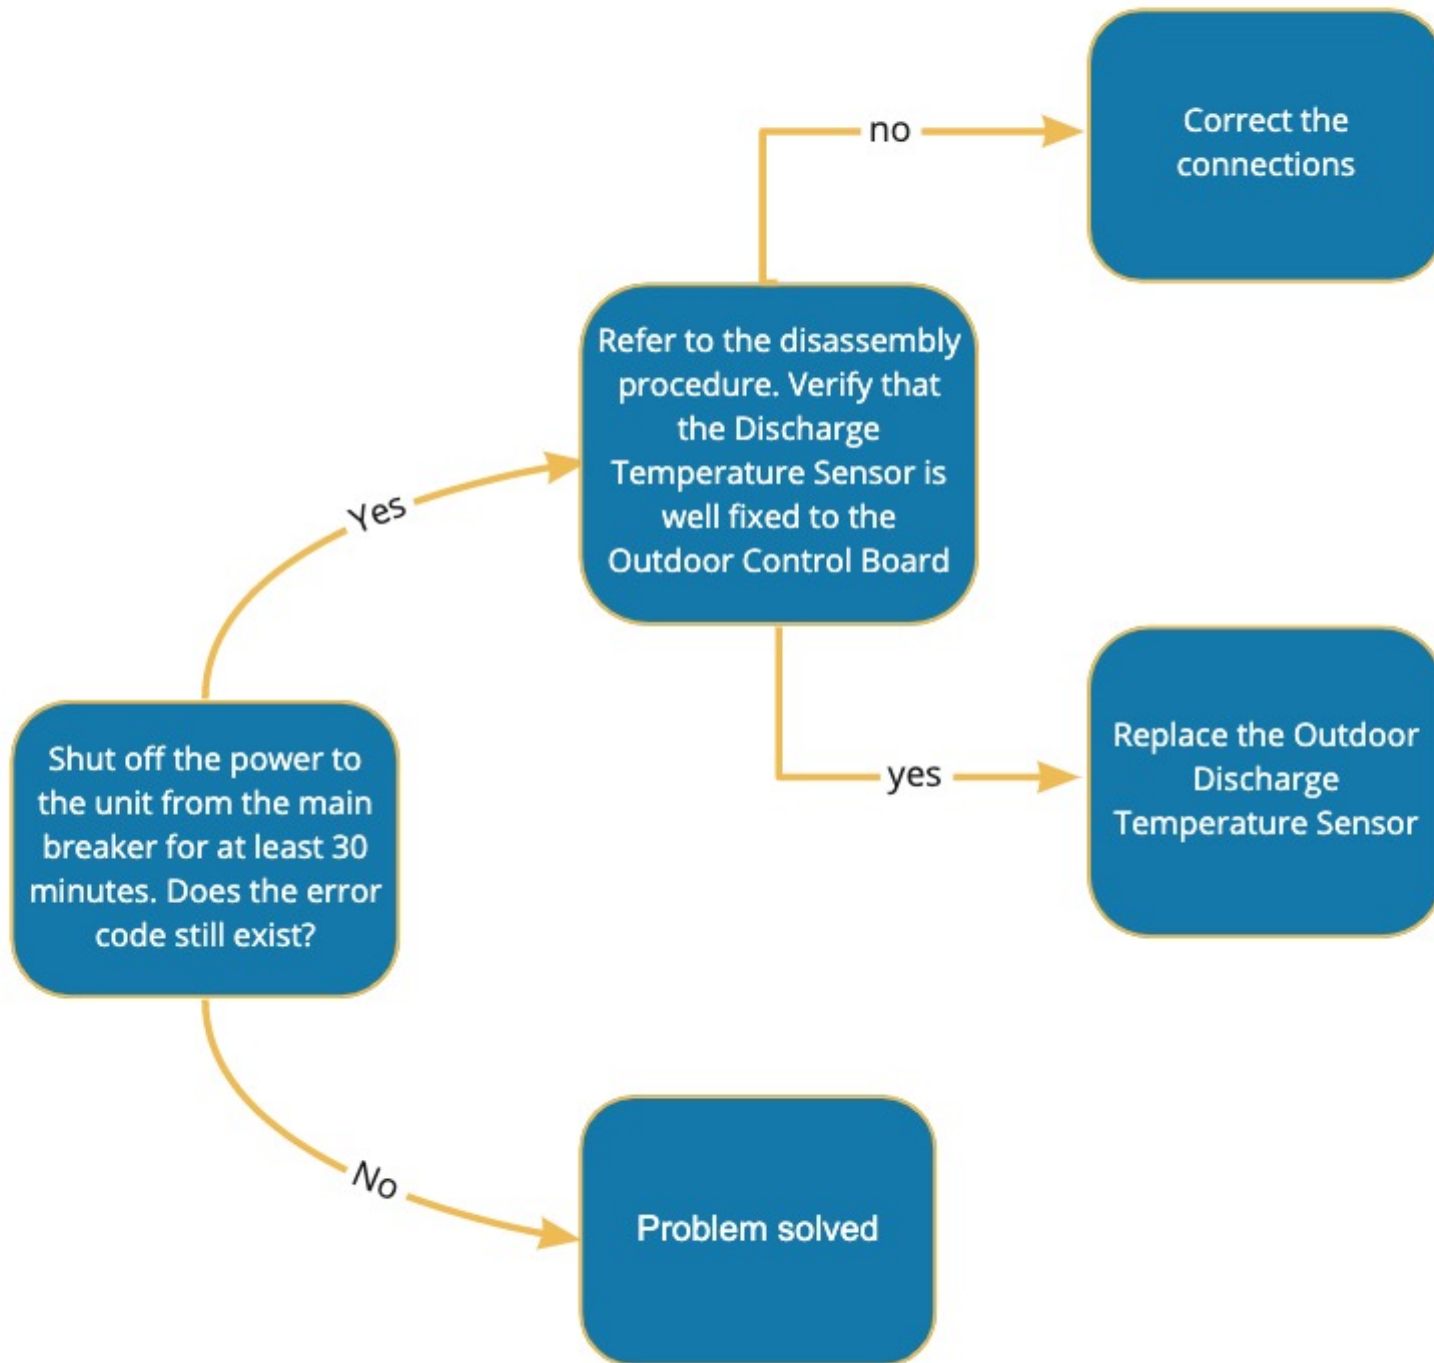 Correct the
connections
no
Refer to the disassembly
procedure. Verify that
the Discharge
Temperature Sensor is
well fixed to the
Outdoor Control Board
Yes
Shut off the power to
the unit from the main
breaker for at least 30
minutes. Does the error
code still exist?
yes
Replace the Outdoor
Discharge
Temperature Sensor
No
Problem solved